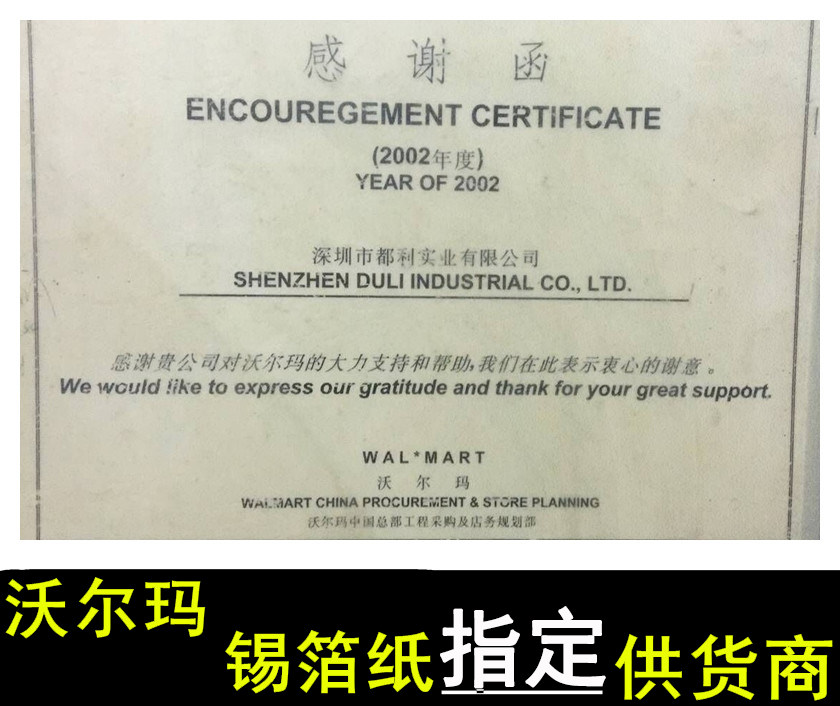 感谢函
ENCOUREGEMENT CERTIFICATE
(2002年度)
YEAR OF 2002
深圳市都利实业有限公司
SHENZHEN DULI INDUSTRIAL CO., LTD.
感谢贵公司对沃尔玛的大力支持和帮助,我们在此表示衷心的谢意。
We would like to express our gratitude and thank for your great support.
WAL*MART
沃尔玛
WALMART CHINA PROCUREMENT & STORE PLANNING
沃尔玛中国总部工程采购及店务规划部
沃尔玛
锡箔纸指定供货商